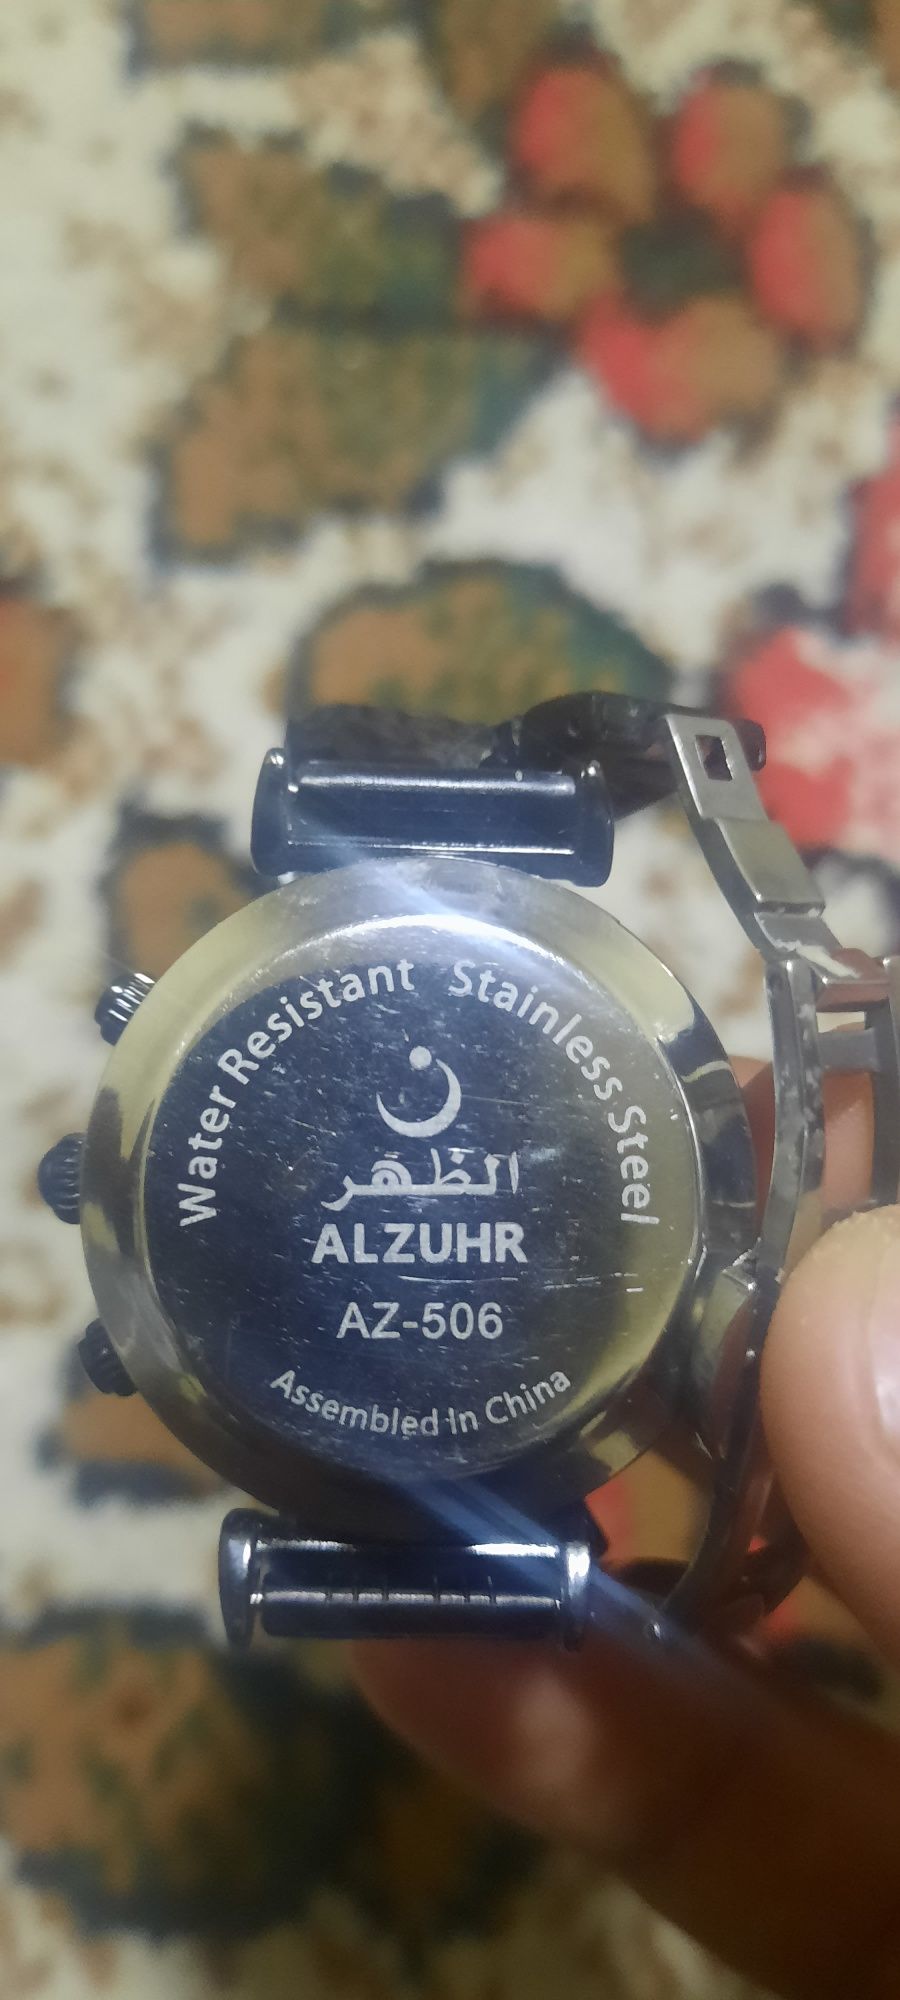 Water Resistant Stainless Steel
الظهر
ALZUHR
AZ-506
Assembled In China